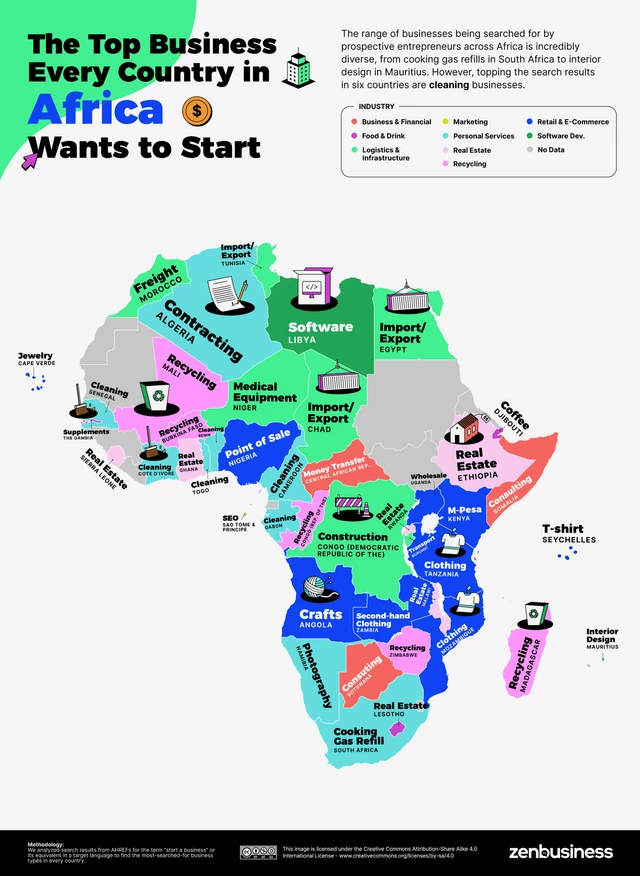 The Top Business
Every Country in
Africa
Wants to Start
$
The range of businesses being searched for by
prospective entrepreneurs across Africa is incredibly
diverse, from cooking gas refills in South Africa to interior
design in Mauritius. However, topping the search results
in six countries are cleaning businesses.
INDUSTRY
Business & Financial
Food & Drink
Logistics &
Infrastructure
Marketing
Personal Services
Real Estate
Recycling
Retail & E-Commerce
Software Dev.
No Data
Import/
Export
TUNISIA
Freight
MOROCCO
Contracting
ALGERIA
</>
Software
LIBYA
Import/
Export
EGYPT
Jewelry
CAPE VERDE
Cleaning
SENEGAL
Recycling
MALI
Medical
Equipment
NIGER
Import/
Export
CHAD
Coffee
DJIBOUTI
Supplements
THE GAMBIA
Recycling
BURKINA FASO
Cleaning
BENIN
Point of Sale
NIGERIA
Real Estate
SIERRA LEONE
Cleaning
COTE D'IVORE
Real
Estate
GHANA
Cleaning
TOGO
Cleaning
CAMEROON
Money Transfer
CENTRAL AFRICAN REP.
Real
Estate
ETHIOPIA
Consulting
SOMALIA
Wholesale
UGANDA
SEO
SAO TOME &
PRINCIPE
Cleaning
GABON
Recycling
CONGO (REP OF THE)
Construction
CONGO (DEMOCRATIC
REPUBLIC OF THE)
Real
Estate
RWANDA
M-Pesa
KENYA
Transport
BURUNDI
Clothing
TANZANIA
T-shirt
SEYCHELLES
Crafts
ANGOLA
Second-hand
Clothing
ZAMBIA
Real
Estate
MALAWI
Clothing
MOZAMBIQUE
Interior
Design
MAURITIUS
Photography
NAMIBIA
Consuting
BOTSWANA
Recycling
ZIMBABWE
Recycling
MADAGASCAR
Real Estate
LESOTHO
Cooking
Gas Refill
SOUTH AFRICA
Methodology:
We analyzed search results from AHREFs for the term "start a business" or
its equivalent in a target language to find the most-searched-for business
types in every country.
This image is licensed under the Creative Commons Attribution-Share Alike 4.0
International License - www.creativecommons.org/licenses/by-sa/4.0
zenbusiness